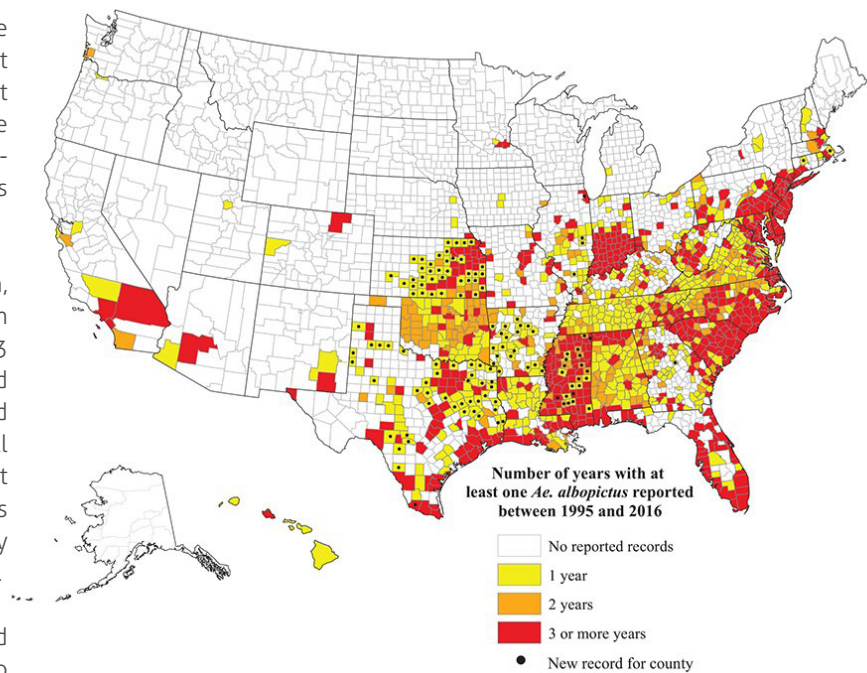 Number of years with at
least one Ae. albopictus reported
between 1995 and 2016
No reported records
1 year
2 years
3 or more years
New record for county